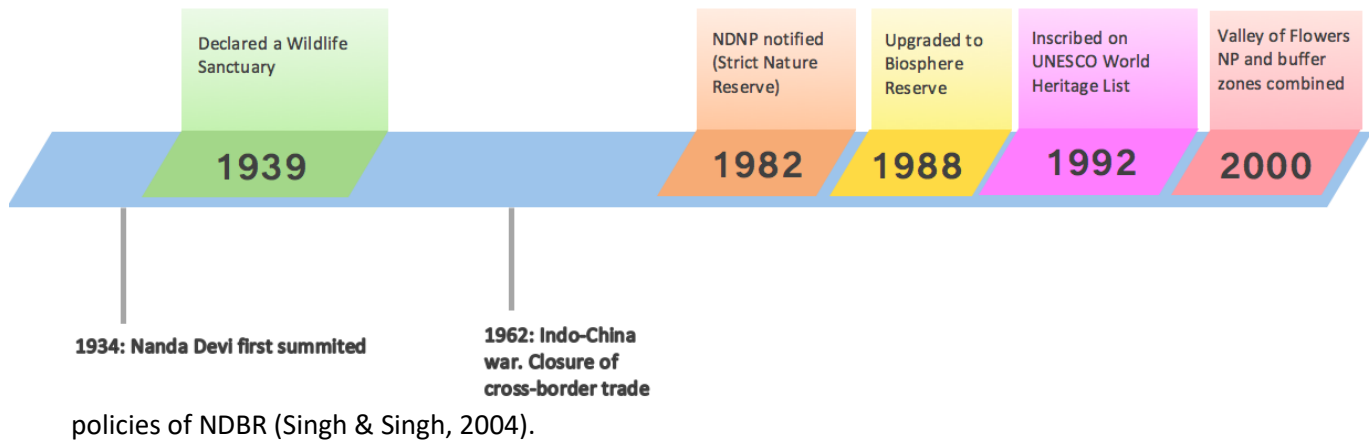 Declared a Wildlife
Sanctuary
NDNP notified
(Strict Nature
Reserve)
Upgraded to
Biosphere
Reserve
Inscribed on
UNESCO World
Heritage List
Valley of Flowers
NP and buffer
zones combined
1939
1982
1988
1992
2000
1934: Nanda Devi first summited
1962: Indo-China
war. Closure of
cross-border trade
policies of NDBR (Singh & Singh, 2004).